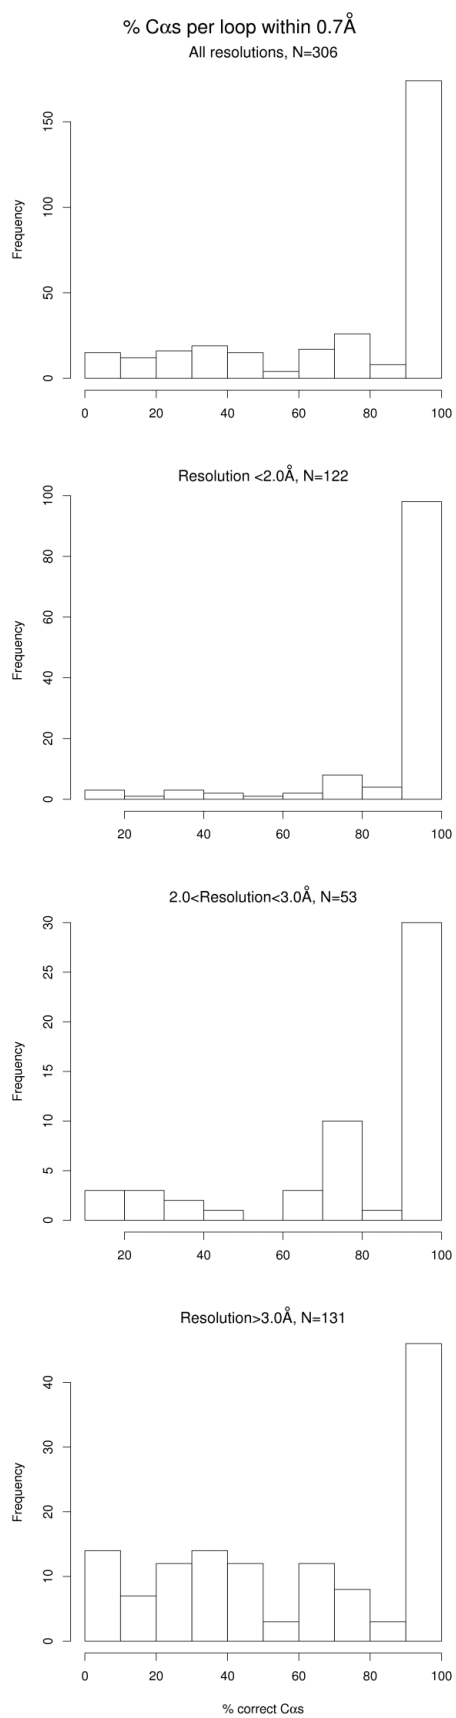 % Cαs per loop within 0.7Å
All resolutions, N=306
Frequency
150
100
50
0
0 20 40 60 80 100
Resolution <2.0Å, N=122
Frequency
100
80
60
40
20
0
20 40 60 80 100
2.0<Resolution<3.0Å, N=53
Frequency
30
25
20
15
10
5
0
20 40 60 80 100
Resolution>3.0Å, N=131
Frequency
40
30
20
10
0
0 20 40 60 80 100
% correct Cαs